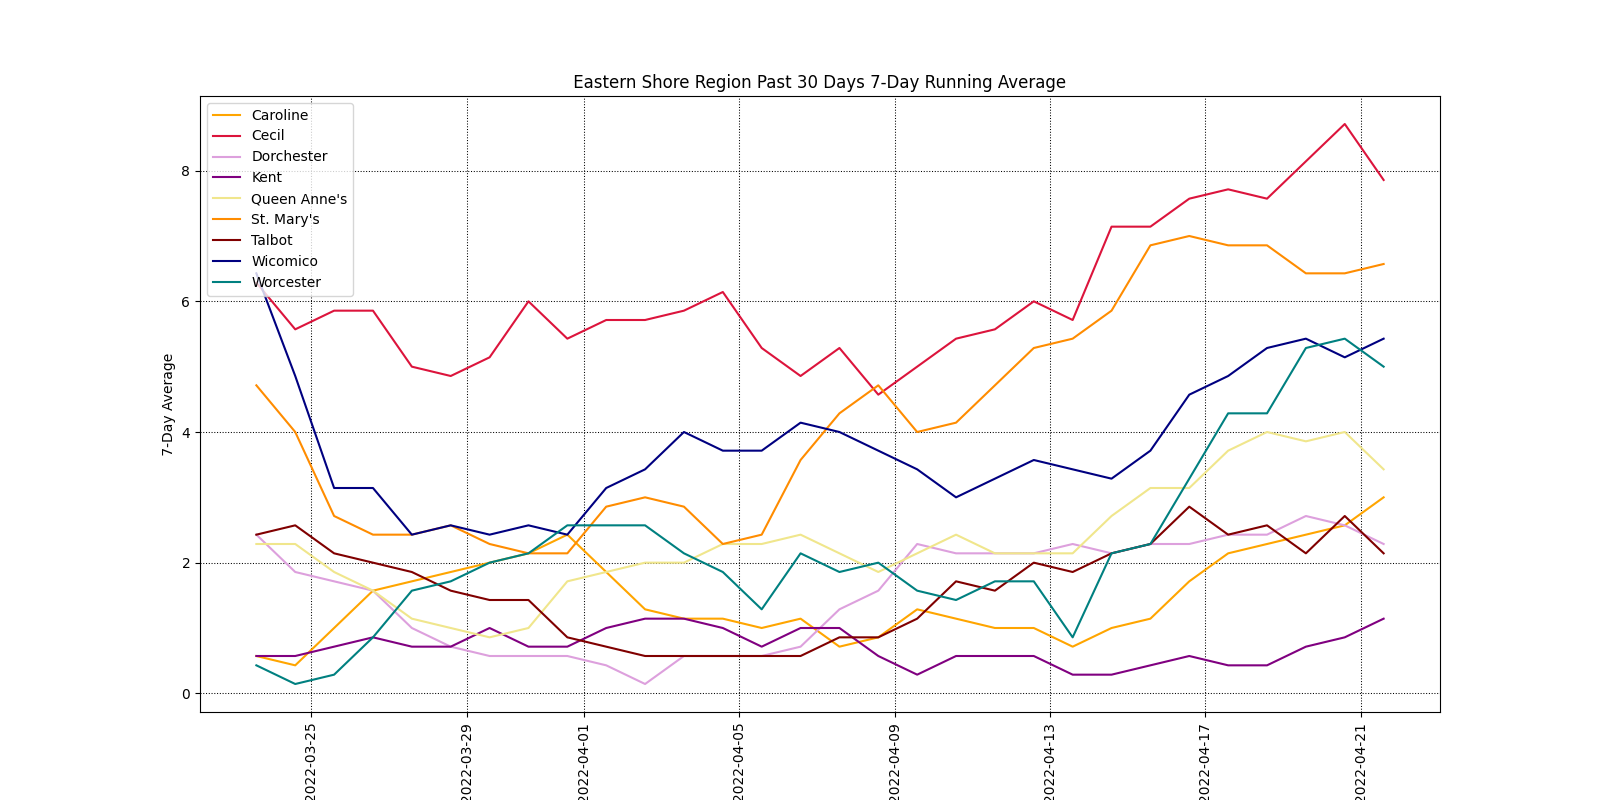 Eastern Shore Region Past 30 Days 7-Day Running Average
Caroline
Cecil
Dorchester
Kent
Queen Anne's
St. Mary's
Talbot
Wicomico
Worcester
7-Day Average
8
6
4
2
0
2022-03-25
2022-03-29
2022-04-01
2022-04-05
2022-04-09
2022-04-13
2022-04-17
2022-04-21